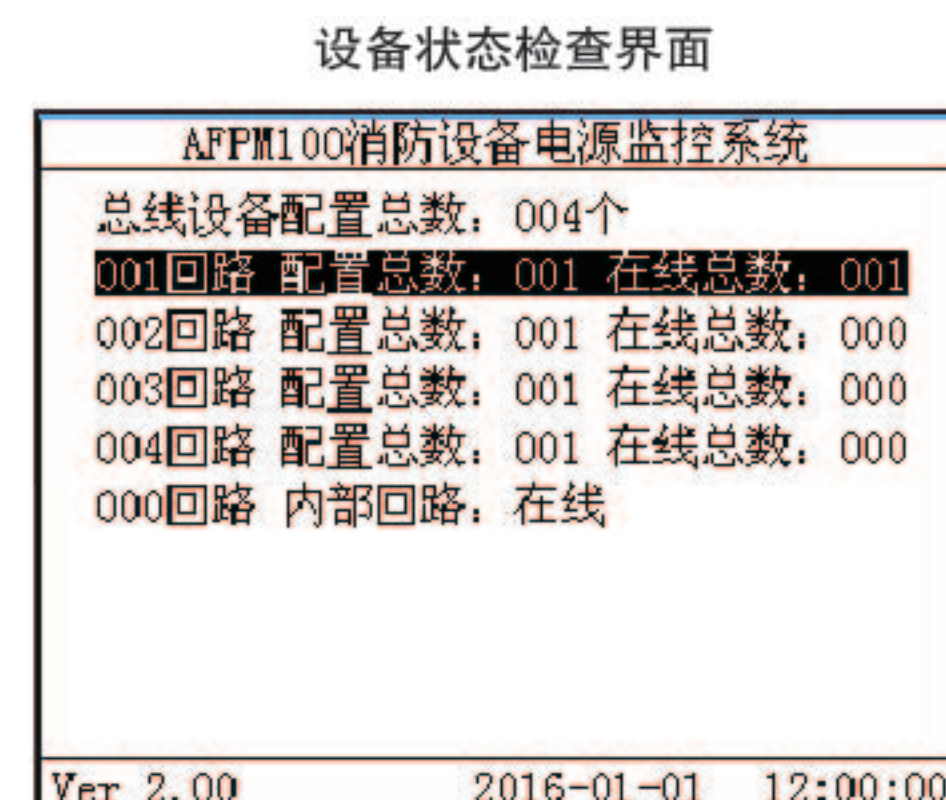 设备状态检查界面
AFPM100消防设备电源监控系统
总线设备配置总数：004个
001回路 配置总数：001 在线总数：001
002回路 配置总数：001 在线总数：000
003回路 配置总数：001 在线总数：000
004回路 配置总数：001 在线总数：000
000回路 内部回路：在线
Ver 2.00 2016-01-01 12:00:00